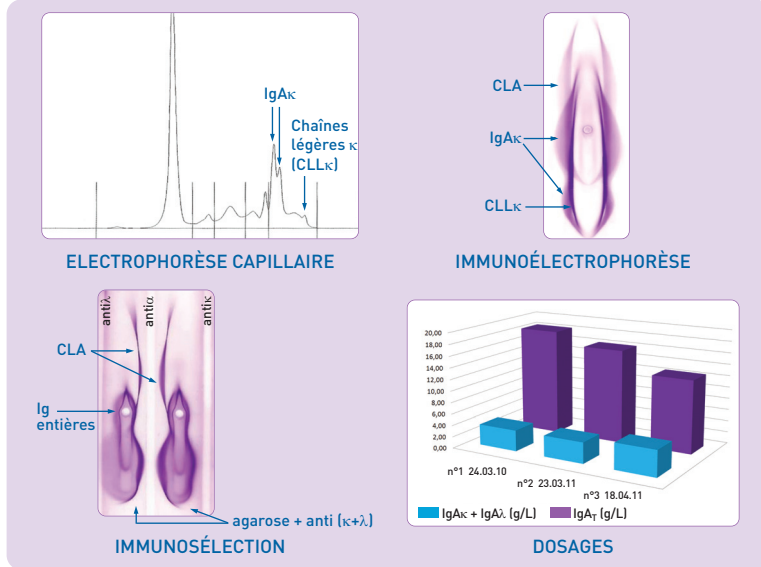 IgAκ
Chaînes
légères κ
(CLLκ)
ELECTROPHORÈSE CAPILLAIRE
CLA
IgAκ
CLLκ
IMMUNOÉLECTROPHORÈSE
antiλ
antiα
antiκ
CLA
Ig
entières
agarose + anti (κ+λ)
IMMUNOSÉLECTION
20,00
18,00
16,00
14,00
12,00
10,00
8,00
6,00
4,00
2,00
0,00
n°1 24.03.10
n°2 23.03.11
n°3 18.04.11
IgAκ + IgAλ (g/L)
IgAT (g/L)
DOSAGES